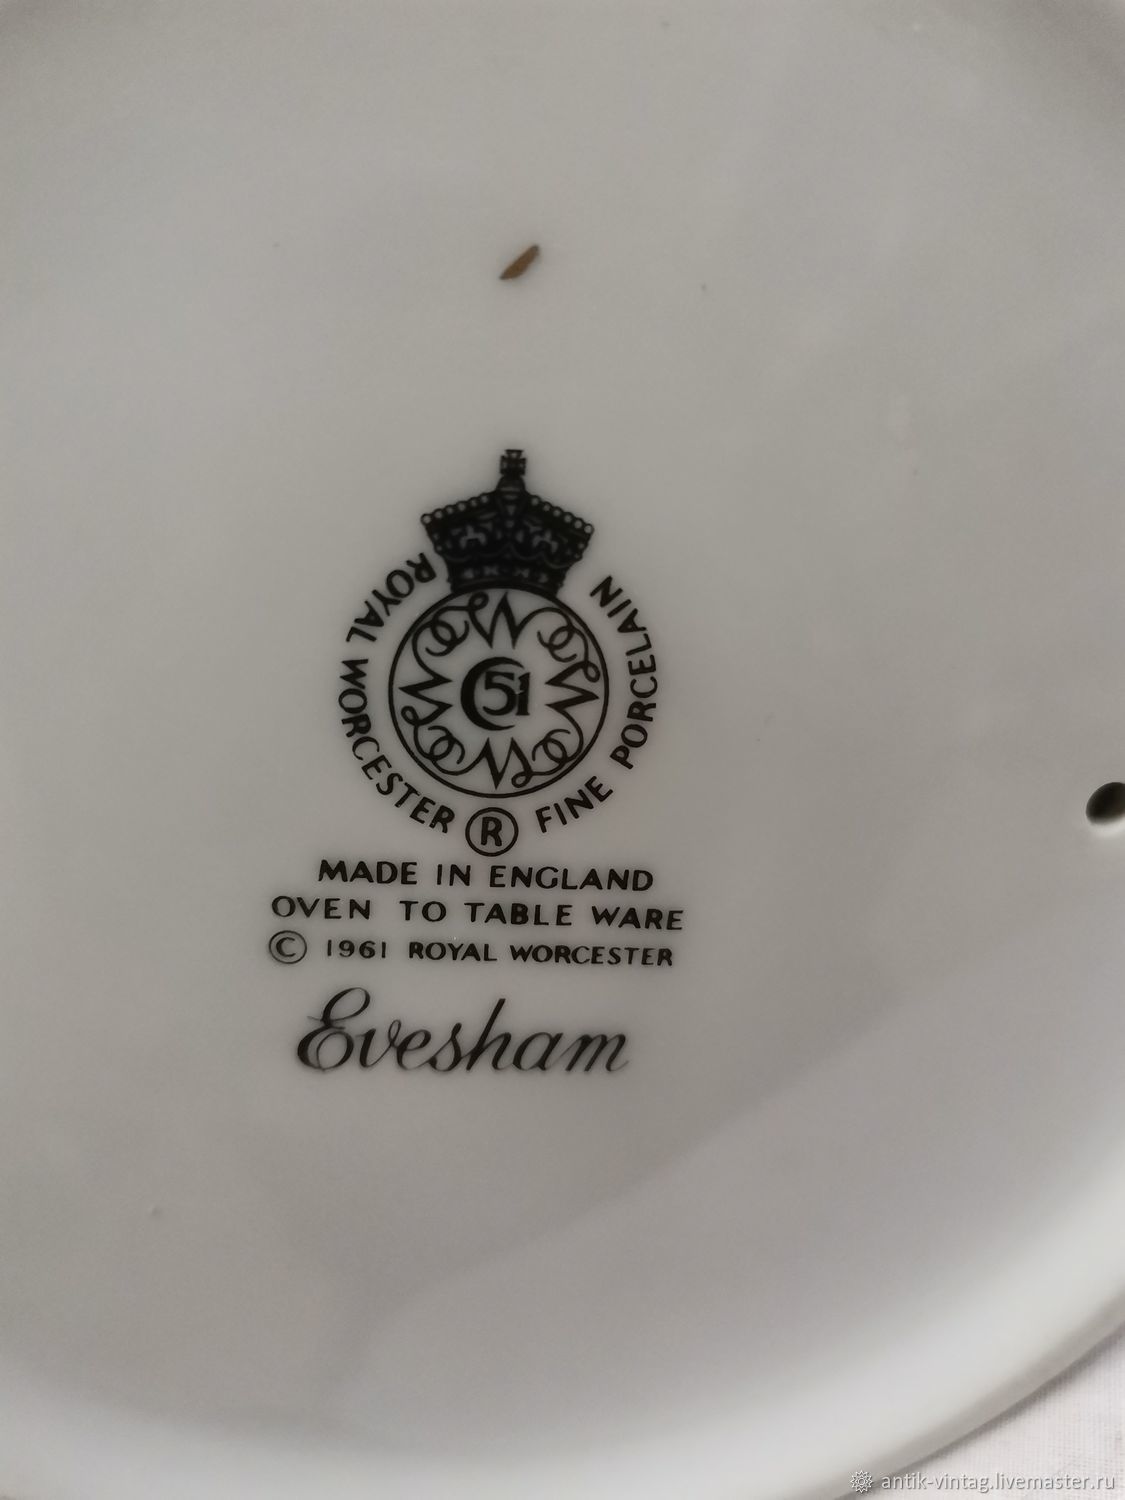 ROYAL WORCESTER ® FINE PORCELAIN
51
MADE IN ENGLAND
OVEN TO TABLE WARE
© 1961 ROYAL WORCESTER
Evesham
antik-vintag.livemaster.ru